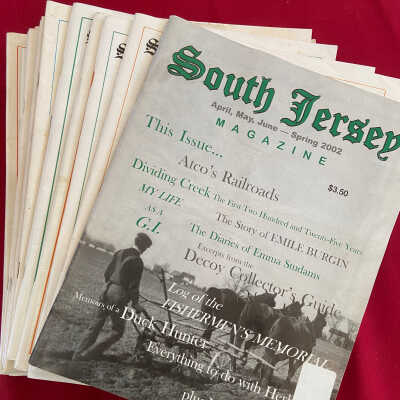 South Jersey
April, May, June — Spring 2002
MAGAZINE
$3.50
This Issue...
Atco's Railroads
Dividing Creek The First Two Hundred and Twenty-Five Years
The Story of EMILE BURGIN
MY LIFE
AS A
G.I.
The Diaries of Emma Studams
Excerpts from the
Decoy Collector's Guide
Log of the
FISHERMEN'S MEMORIAL
Memoirs of a
Duck Hunter
Everything to do with Herb